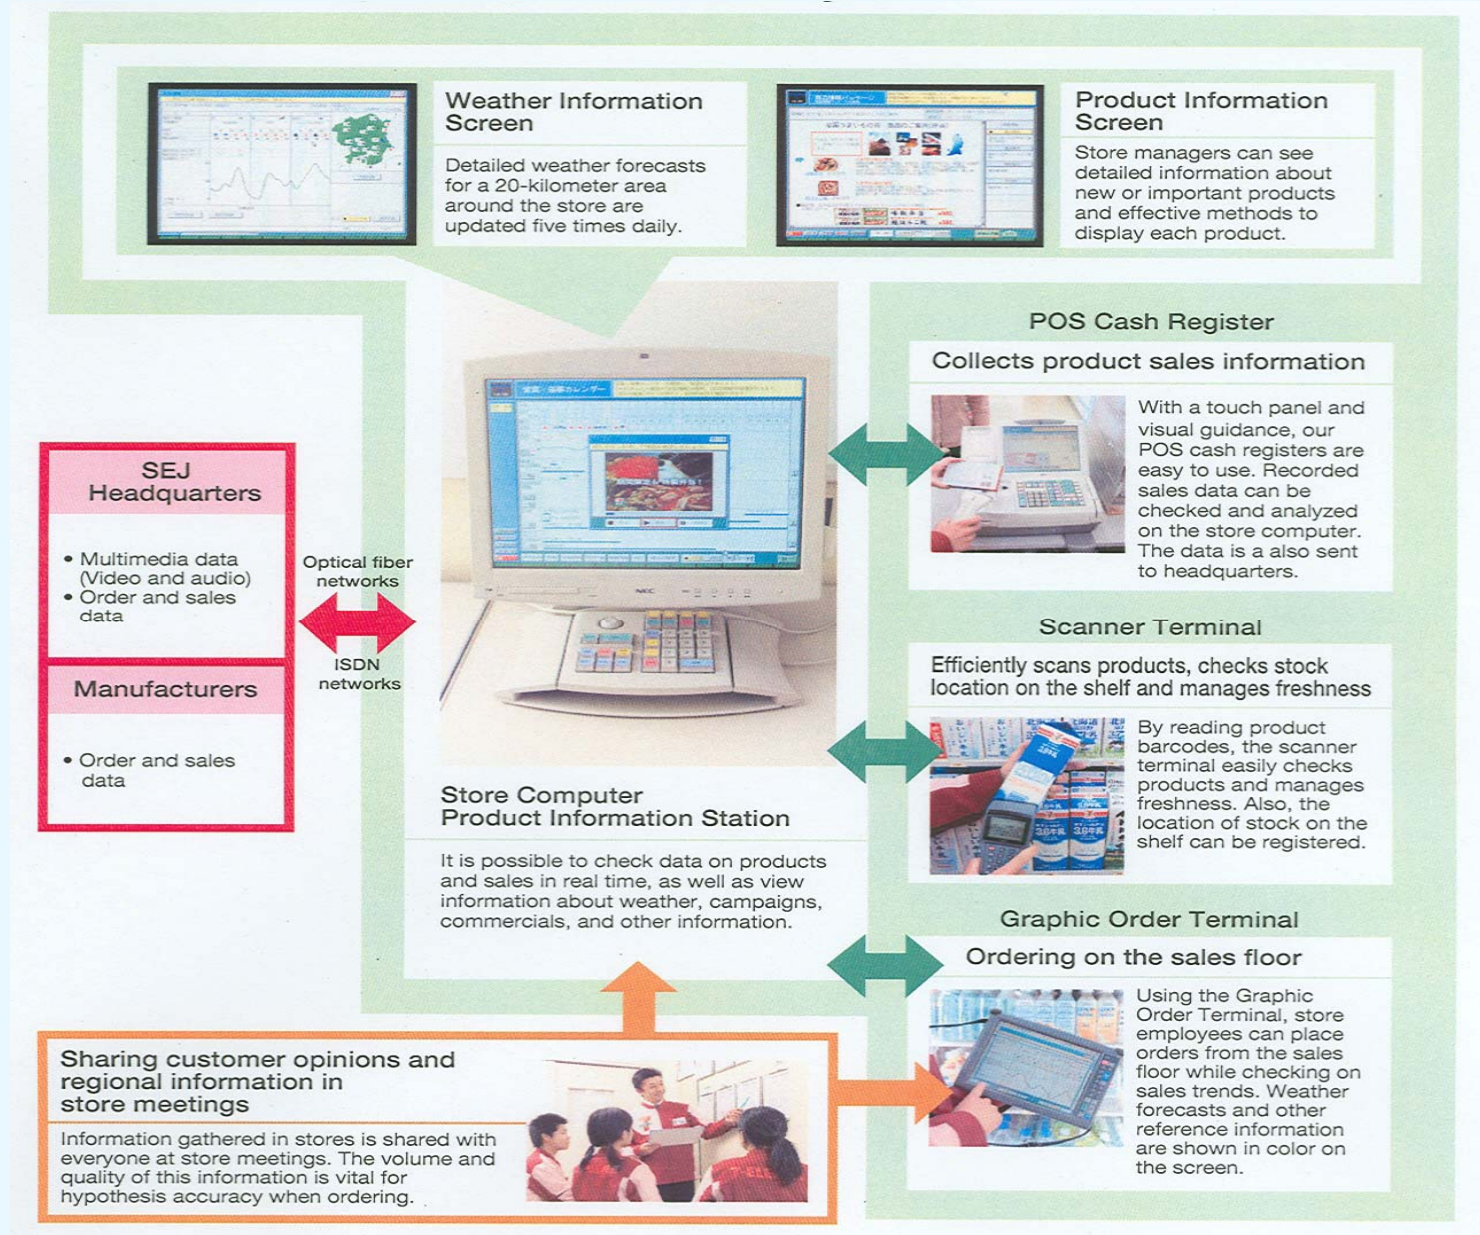 Weather Information
Screen
Detailed weather forecasts
for a 20-kilometer area
around the store are
updated five times daily.
Product Information
Screen
Store managers can see
detailed information about
new or important products
and effective methods to
display each product.
POS Cash Register
Collects product sales information
With a touch panel and
visual guidance, our
POS cash registers are
easy to use. Recorded
sales data can be
checked and analyzed
on the store computer.
The data is a also sent
to headquarters.
SEJ
Headquarters
• Multimedia data
(Video and audio)
• Order and sales
data
Optical fiber
networks
ISDN
networks
Manufacturers
• Order and sales
data
NEC
Scanner Terminal
Efficiently scans products, checks stock
location on the shelf and manages freshness
By reading product
barcodes, the scanner
terminal easily checks
products and manages
freshness. Also, the
location of stock on the
shelf can be registered.
3.6牛乳
Store Computer
Product Information Station
It is possible to check data on products
and sales in real time, as well as view
information about weather, campaigns,
commercials, and other information.
Graphic Order Terminal
Ordering on the sales floor
Using the Graphic
Order Terminal, store
employees can place
orders from the sales
floor while checking on
sales trends. Weather
forecasts and other
reference information
are shown in color on
the screen.
Sharing customer opinions and
regional information in
store meetings
Information gathered in stores is shared with
everyone at store meetings. The volume and
quality of this information is vital for
hypothesis accuracy when ordering.